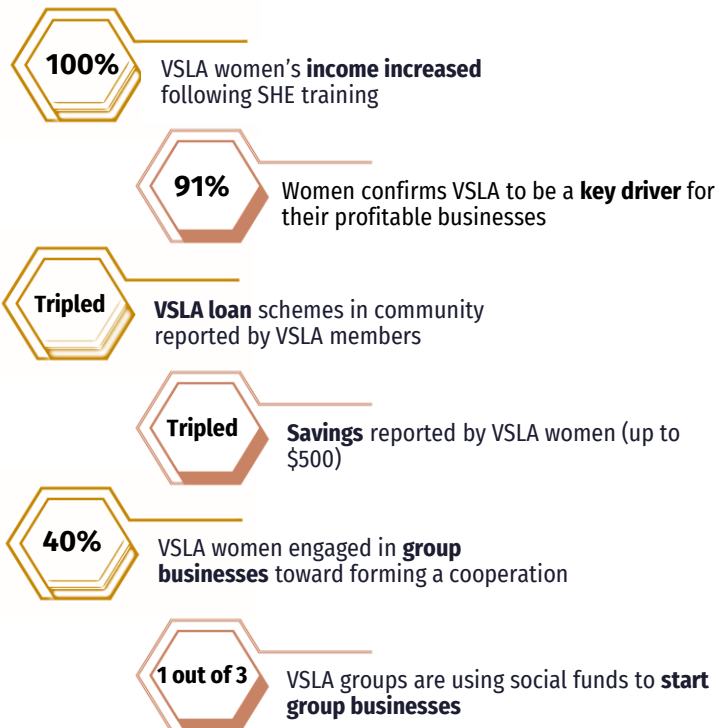 100%
VSLA women's income increased
following SHE training
91%
Women confirms VSLA to be a key driver for
their profitable businesses
Tripled
VSLA loan schemes in community
reported by VSLA members
Tripled
Savings reported by VSLA women (up to
$500)
40%
VSLA women engaged in group
businesses toward forming a cooperation
1 out of 3
VSLA groups are using social funds to start
group businesses